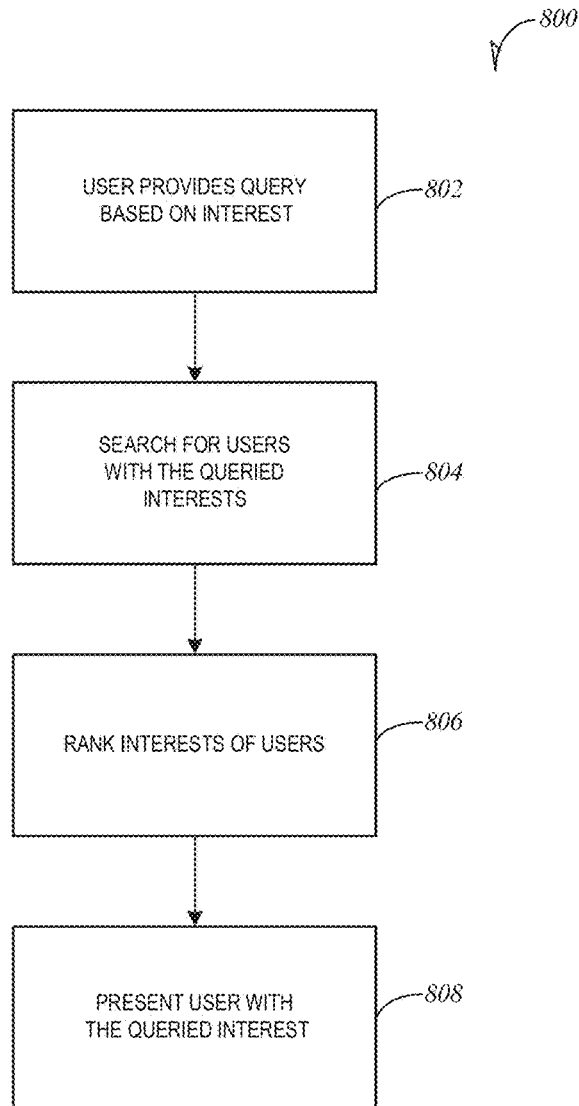 800
USER PROVIDES QUERY
BASED ON INTEREST
802
SEARCH FOR USERS
WITH THE QUERIED
INTERESTS
804
RANK INTERESTS OF USERS
806
PRESENT USER WITH
THE QUERIED INTEREST
808